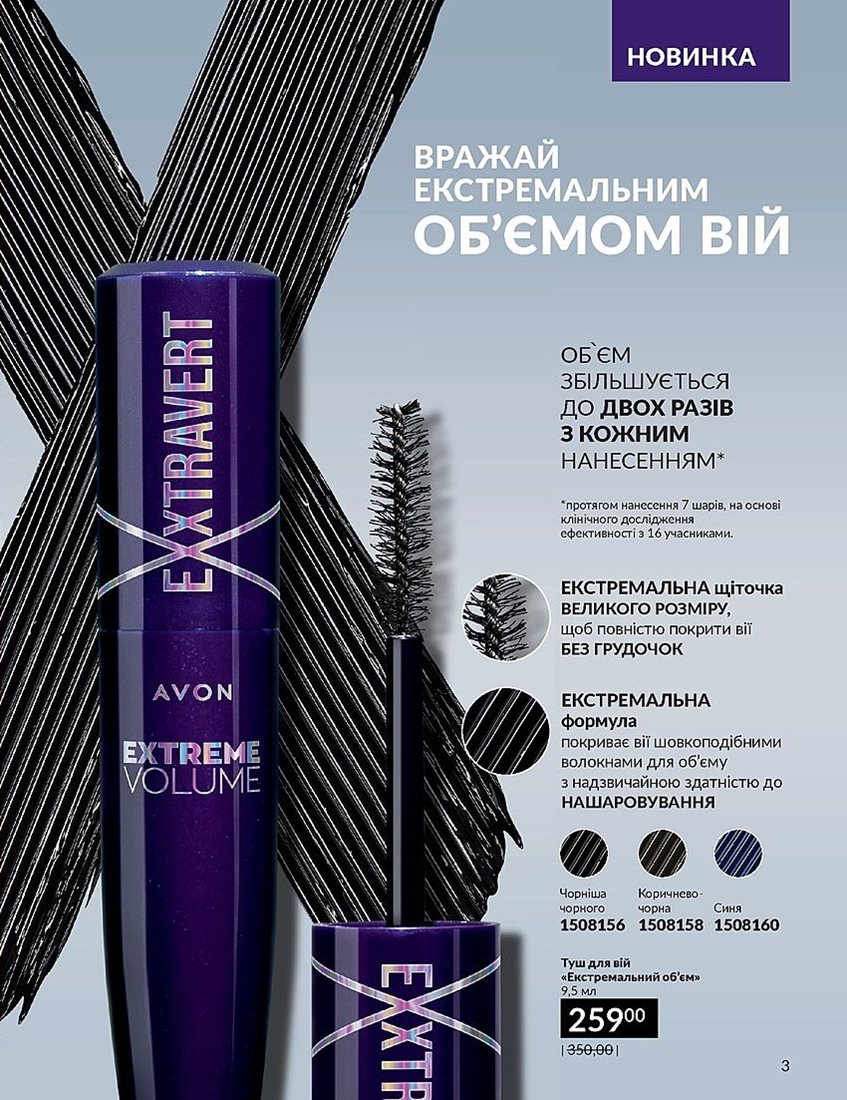 НОВИНКА
ВРАЖАЙ
ЕКСТРЕМАЛЬНИМ
ОБ’ЄМОМ ВІЙ
EXXTRAVERT
AVON
EXTREME
VOLUME
ОБ`ЄМ
ЗБІЛЬШУЄТЬСЯ
ДО ДВОХ РАЗІВ
З КОЖНИМ
НАНЕСЕННЯМ*
*протягом нанесення 7 шарів, на основі
клінічного дослідження
ефективності з 16 учасниками.
ЕКСТРЕМАЛЬНА щіточка
ВЕЛИКОГО РОЗМІРУ,
щоб повністю покрити вії
БЕЗ ГРУДОЧОК
ЕКСТРЕМАЛЬНА
формула
покриває вії шовкоподібними
волокнами для об’єму
з надзвичайною здатністю до
НАШАРОВУВАННЯ
Чорніша
чорного
1508156
Коричнево-
чорна
1508158
Синя
1508160
Туш для вій
«Екстремальний об’єм»
9,5 мл
25900
|350,00|
EXXTR
3